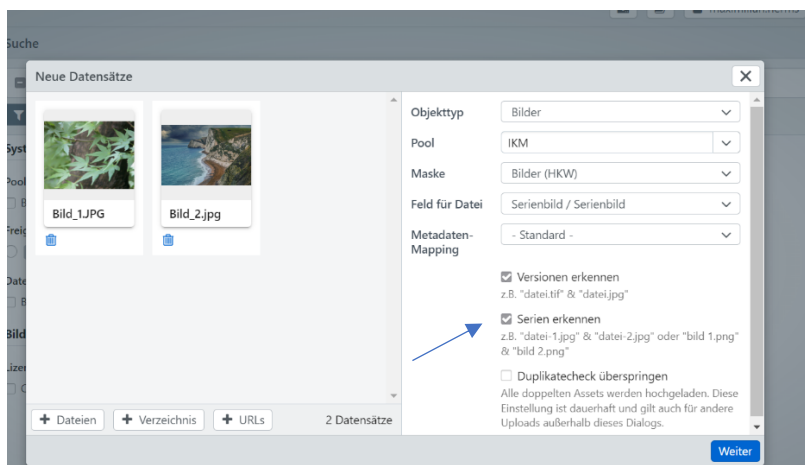 Suche
Neue Datensätze
Objekttyp Bilder
Pool IKM
Maske Bilder (HKW)
Feld für Datei Serienbild / Serienbild
Metadaten- - Standard -
Mapping
Versionen erkennen
z.B. "datei.tif" & "datei.jpg"
Serien erkennen
z.B. "datei-1.jpg" & "datei-2.jpg" oder "bild 1.png"
& "bild 2.png"
Duplikatecheck überspringen
Alle doppelten Assets werden hochgeladen. Diese
Einstellung ist dauerhaft und gilt auch für andere
Uploads außerhalb dieses Dialogs.
Bild_1.JPG Bild_2.jpg
Syst
Pool
Date
Bild
+ Dateien + Verzeichnis + URLs 2 Datensätze
Weiter